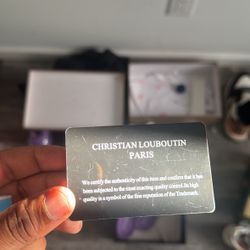 CHRISTIAN LOUBOUTIN
PARIS
We certify the authenticity of this item and confirm that it has
been subjected to the most exacting quality control. Its high
quality is a symbol of the fine reputation of the Trademark.